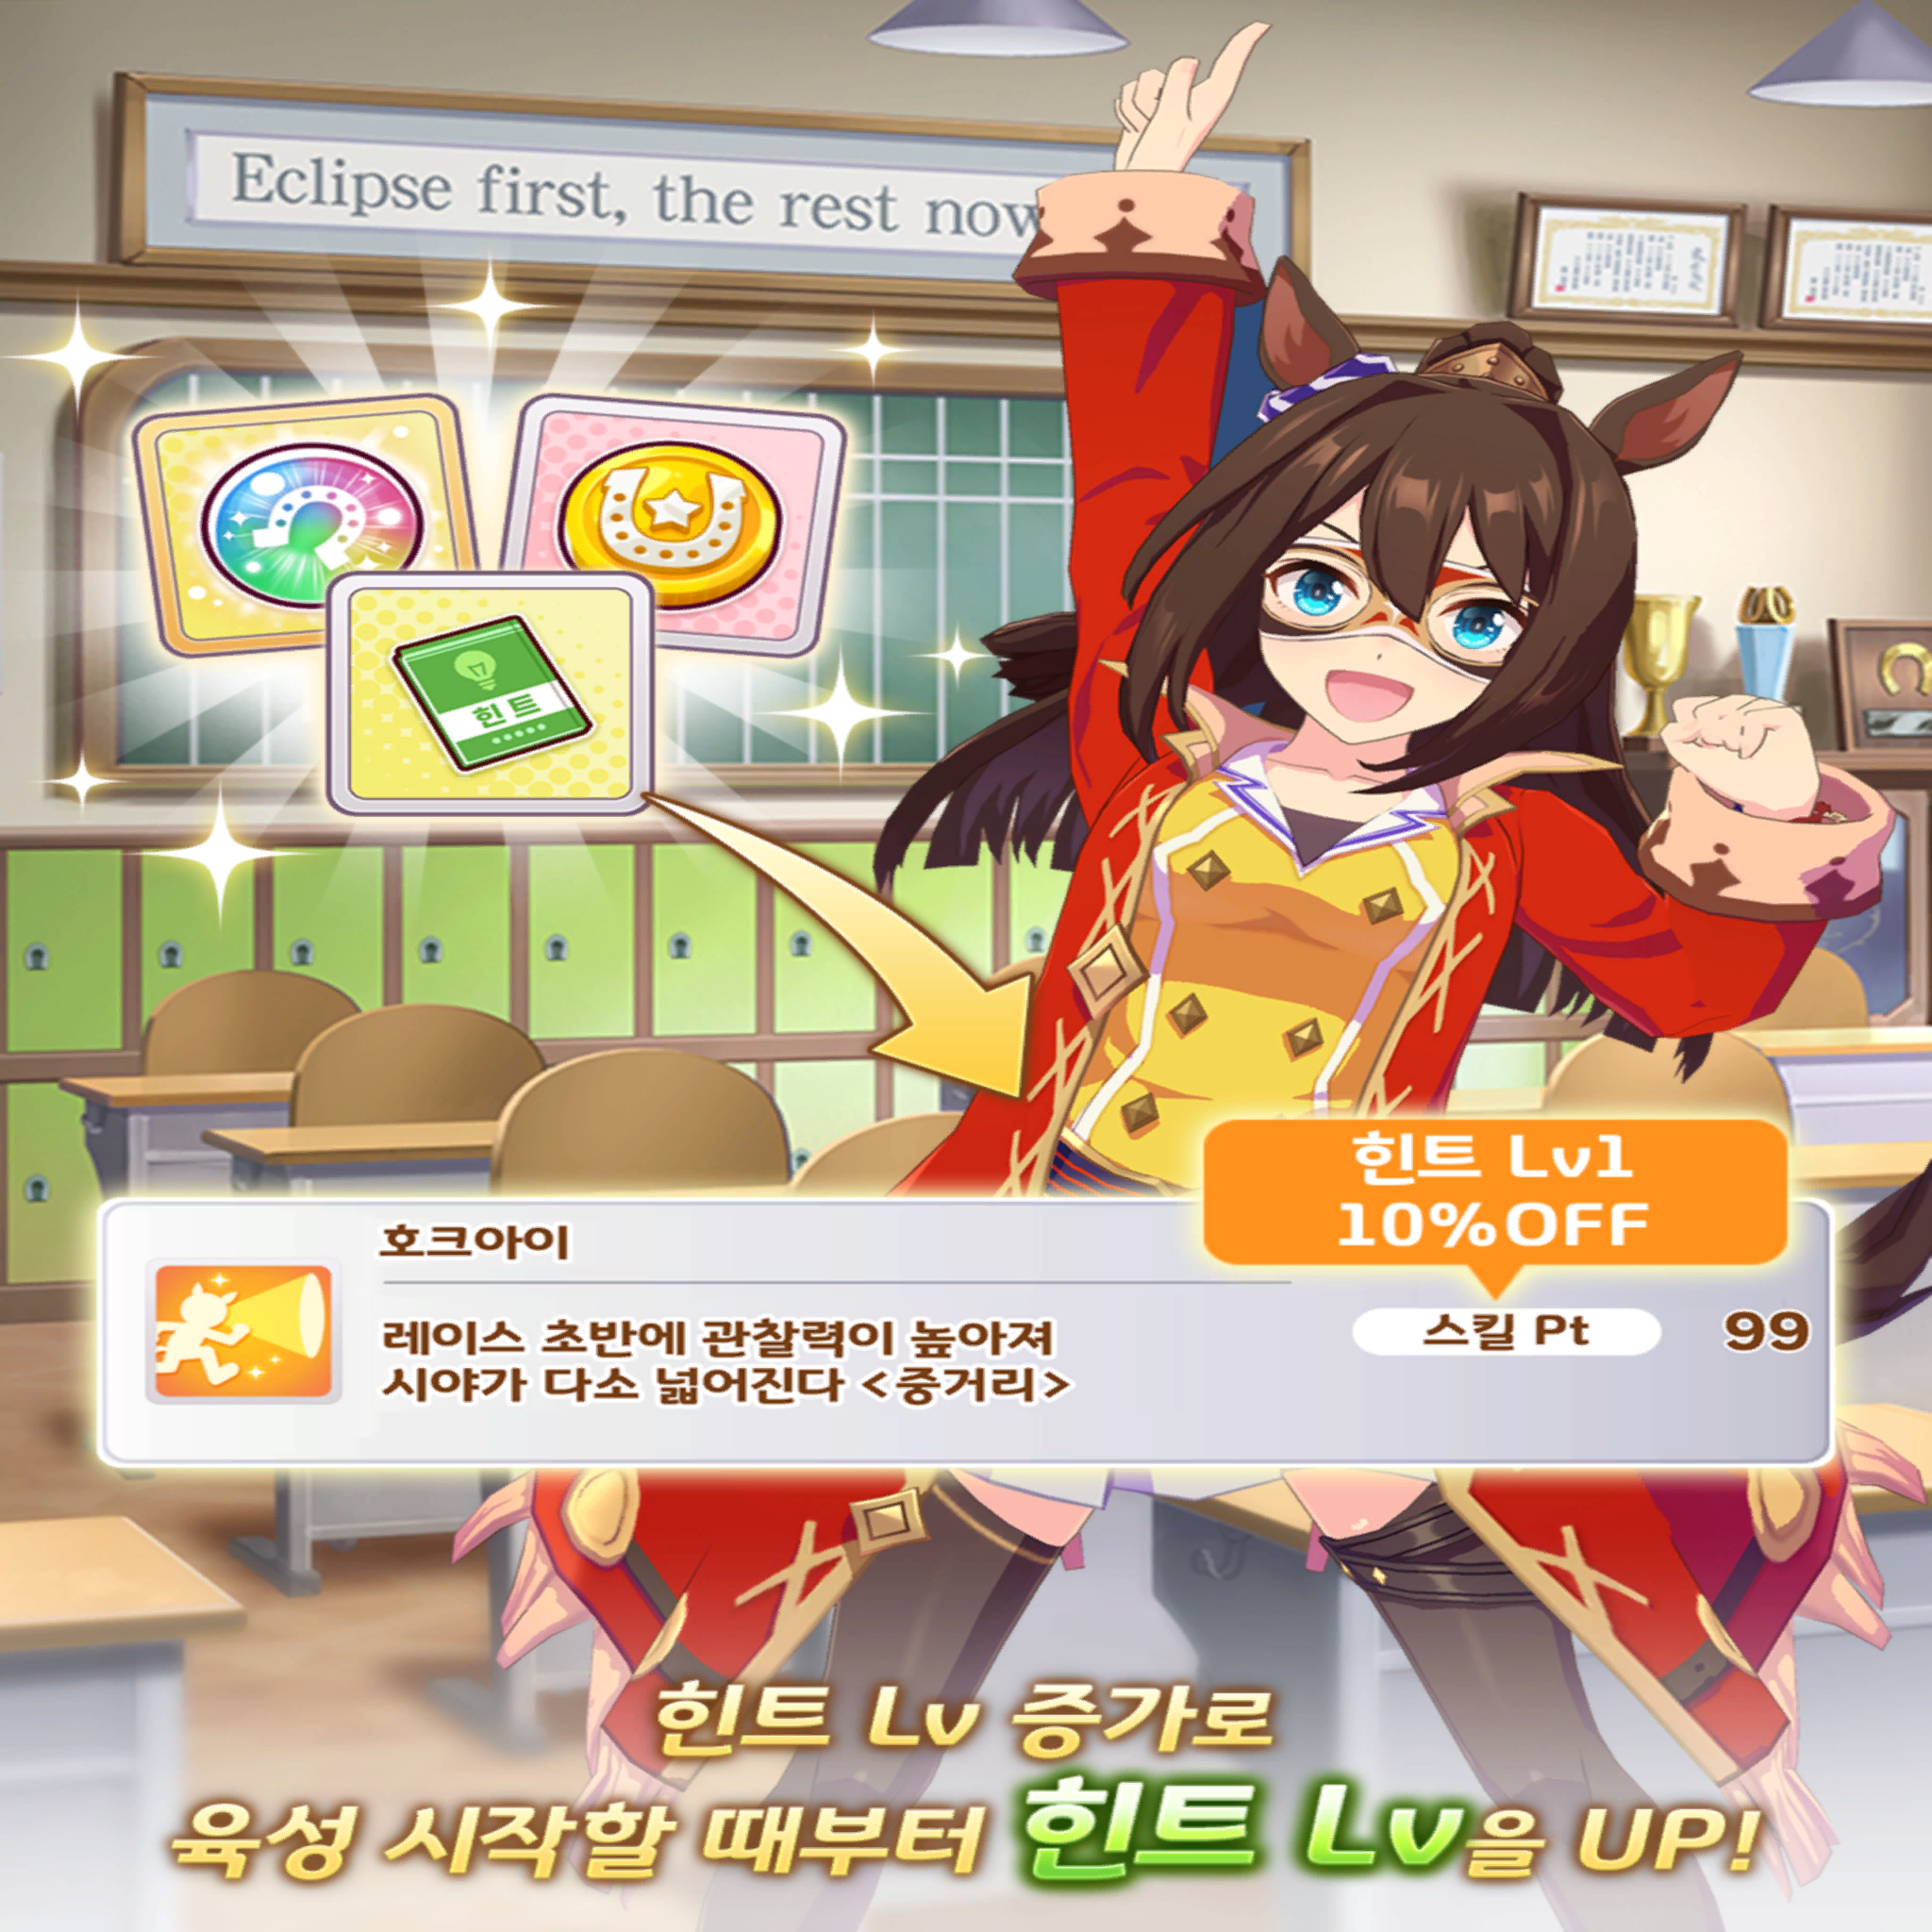 Eclipse first, the rest now
힌트
힌트 Lv1
10%OFF
호크아이
레이스 초반에 관찰력이 높아져
시야가 다소 넓어진다 <중거리>
스킬 Pt 99
힌트 Lv 증가로
육성 시작할 때부터 힌트 Lv을 UP!